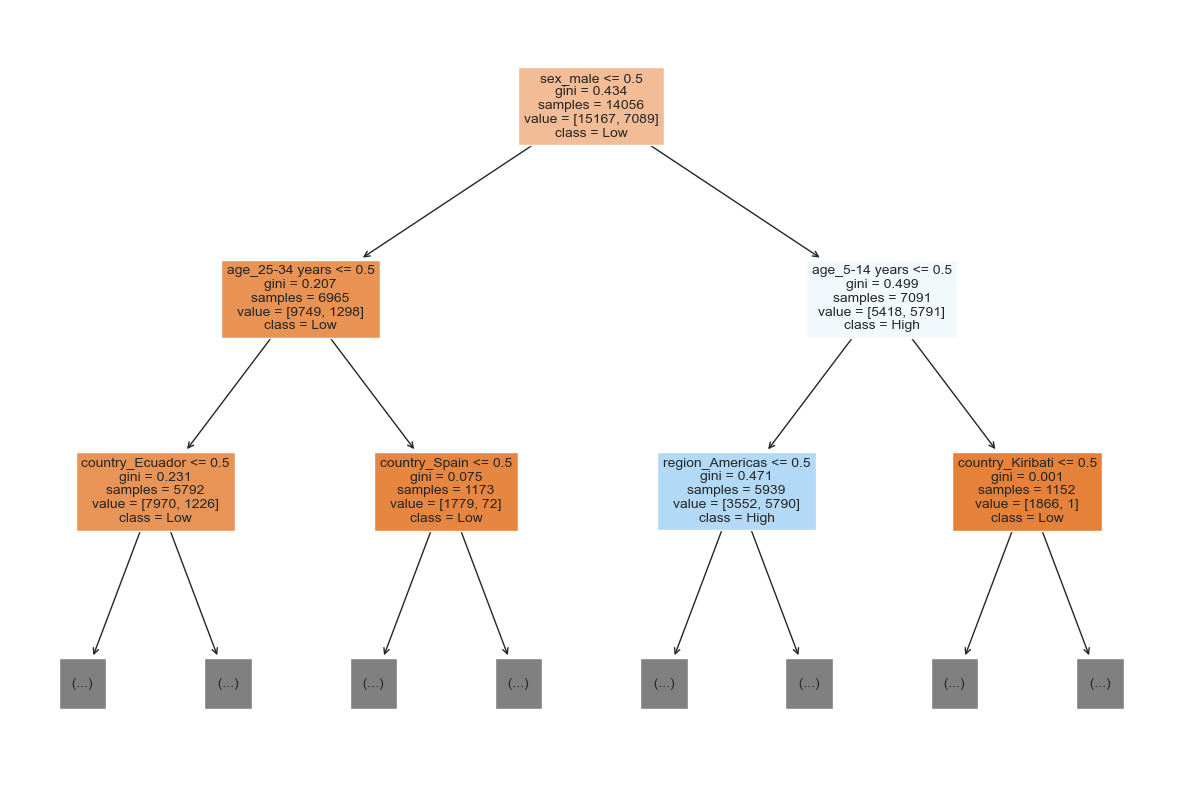 sex_male <= 0.5
gini = 0.434
samples = 14056
value = [15167, 7089]
class = Low
age_25-34 years <= 0.5
gini = 0.207
samples = 6965
value = [9749, 1298]
class = Low
age_5-14 years <= 0.5
gini = 0.499
samples = 7091
value = [5418, 5791]
class = High
country_Ecuador <= 0.5
gini = 0.231
samples = 5792
value = [7970, 1226]
class = Low
country_Spain <= 0.5
gini = 0.075
samples = 1173
value = [1779, 72]
class = Low
region_Americas <= 0.5
gini = 0.471
samples = 5939
value = [3552, 5790]
class = High
country_Kiribati <= 0.5
gini = 0.001
samples = 1152
value = [1866, 1]
class = Low
(...)
(...)
(...)
(...)
(...)
(...)
(...)
(...)